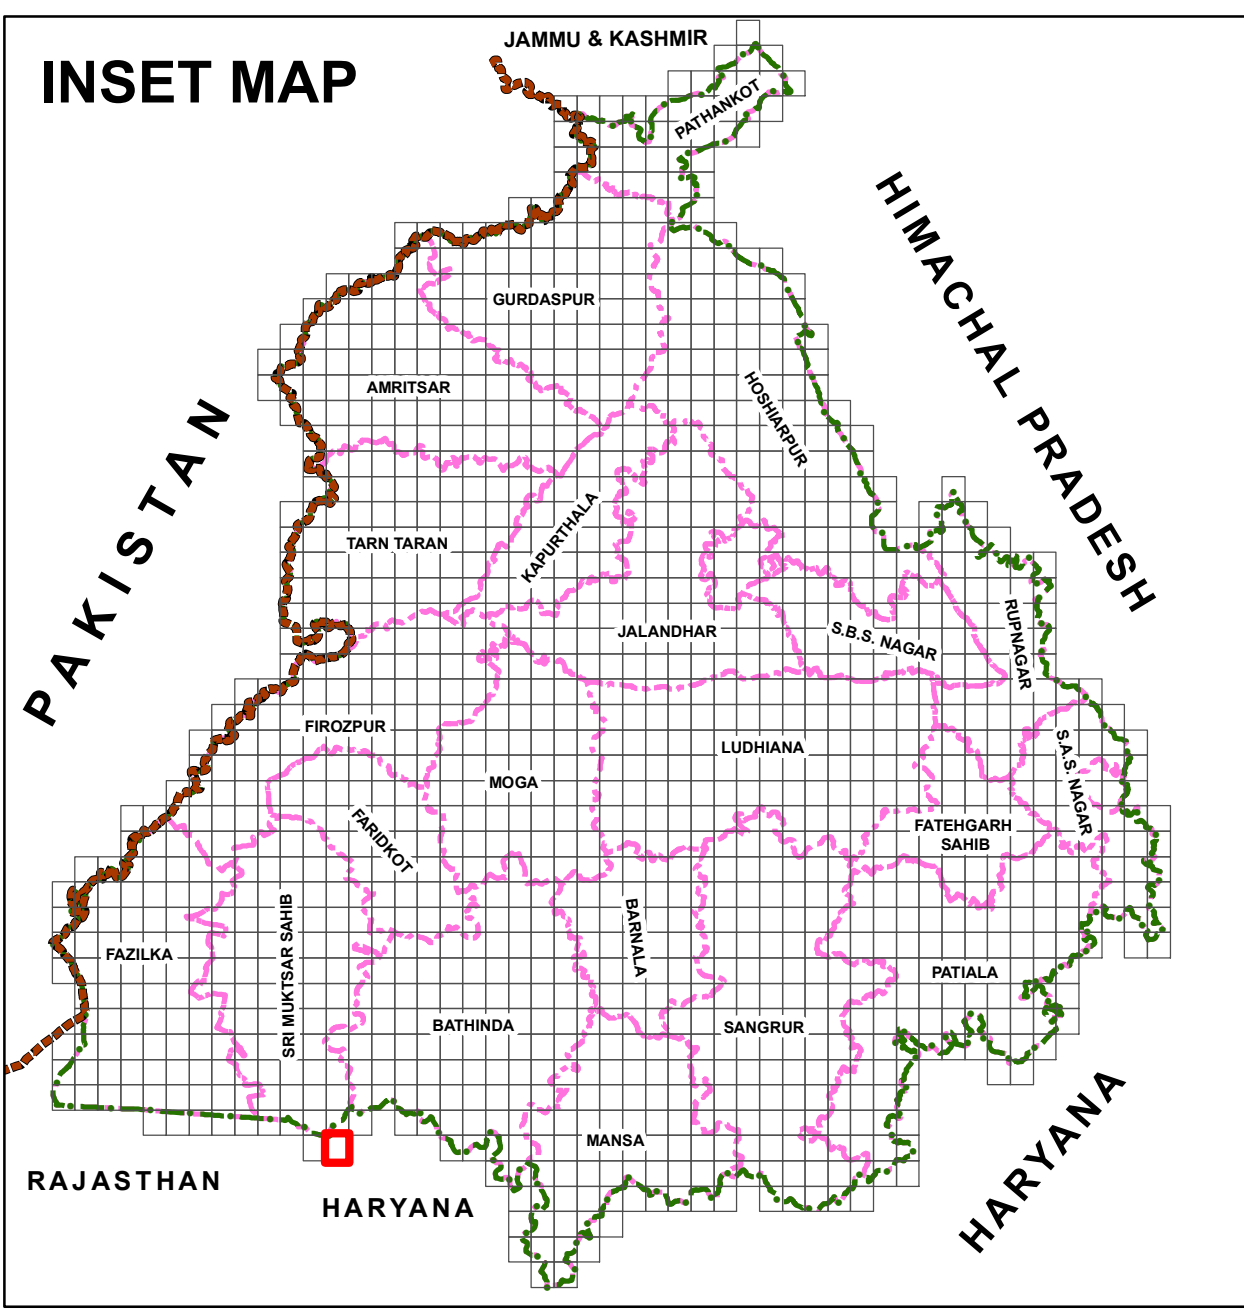 JAMMU & KASHMIR
INSET MAP
PATHANKOT
HIMACHAL PRADESH
GURDASPUR
AMRITSAR
HOSHIARPUR
PAKISTAN
KAPURTHALA
TARN TARAN
JALANDHAR
S.B.S. NAGAR
RUPNAGAR
FIROZPUR
LUDHIANA
S.A.S. NAGAR
MOGA
FARIDKOT
FATEHGARH
SAHIB
SRI MUKTSAR SAHIB
BARNALA
FAZILKA
PATIALA
BATHINDA
SANGRUR
MANSA
HARYANA
RAJASTHAN
HARYANA